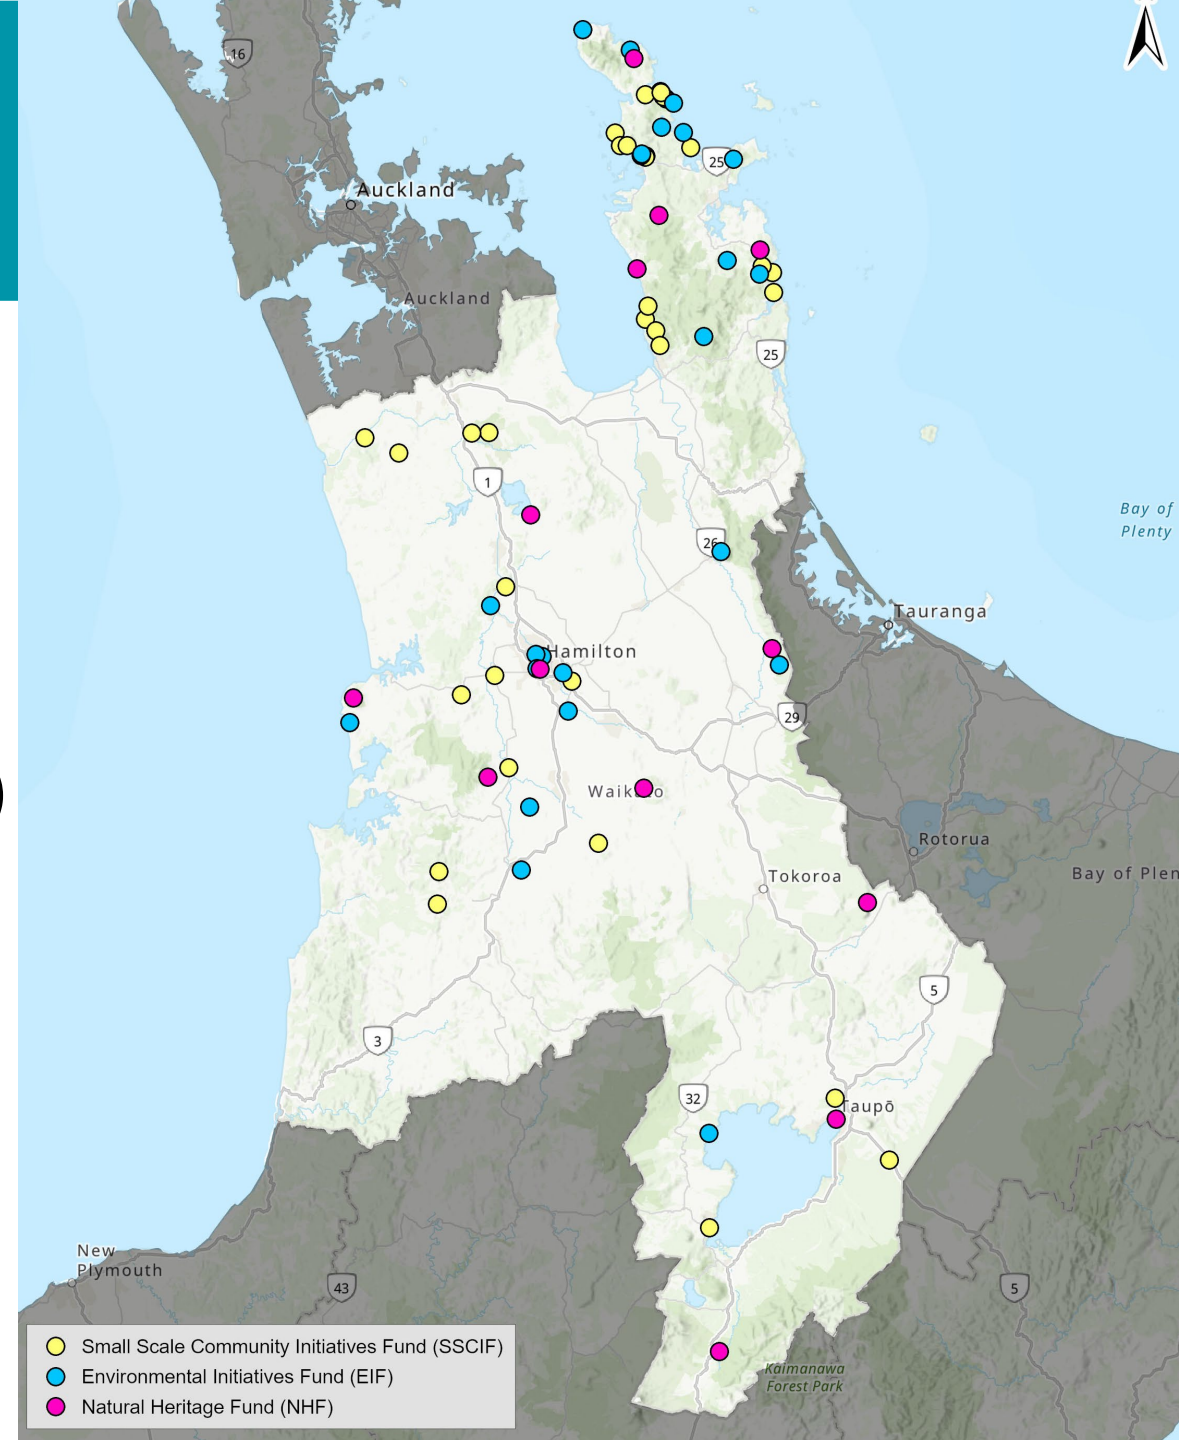 16
Auckland
25
Auckland
25
1
Bay of
Plenty
26
Tauranga
Hamilton
29
Waikato
Rotorua
Tokoroa
Bay of Plen
5
3
32
Taupō
New
Plymouth
43
5
Kaimanawa
Forest Park
Small Scale Community Initiatives Fund (SSCIF)
Environmental Initiatives Fund (EIF)
Natural Heritage Fund (NHF)